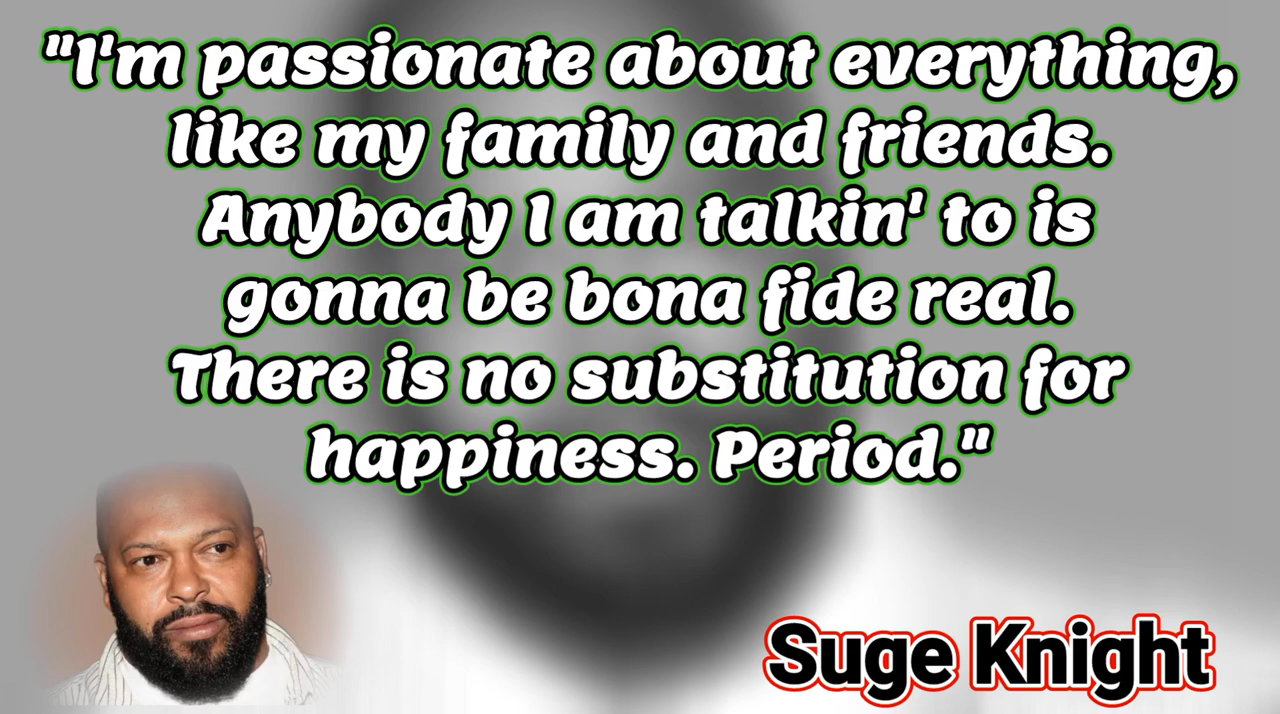 "I'm passionate about everything,
like my family and friends.
Anybody I am talkin' to is
gonna be bona fide real.
There is no substitution for
happiness. Period."
Suge Knight